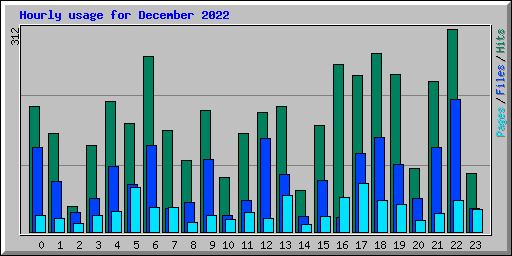 Hourly usage for December 2022
312
Pages / Files / Hits
0 1 2 3 4 5 6 7 8 9 10 11 12 13 14 15 16 17 18 19 20 21 22 23